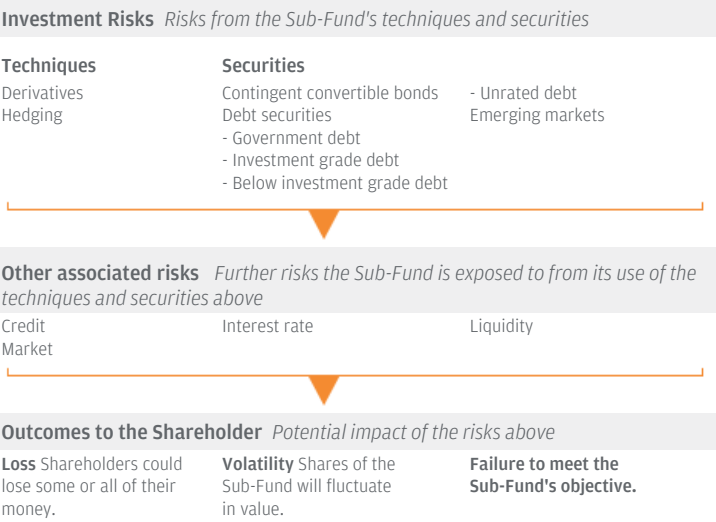 Investment Risks Risks from the Sub-Fund's techniques and securities
Techniques
Derivatives
Hedging
Securities
Contingent convertible bonds
Debt securities
- Government debt
- Investment grade debt
- Below investment grade debt
- Unrated debt
Emerging markets
Other associated risks Further risks the Sub-Fund is exposed to from its use of the
techniques and securities above
Credit
Market
Interest rate
Liquidity
Outcomes to the Shareholder Potential impact of the risks above
Loss Shareholders could
lose some or all of their
money.
Volatility Shares of the
Sub-Fund will fluctuate
in value.
Failure to meet the
Sub-Fund's objective.